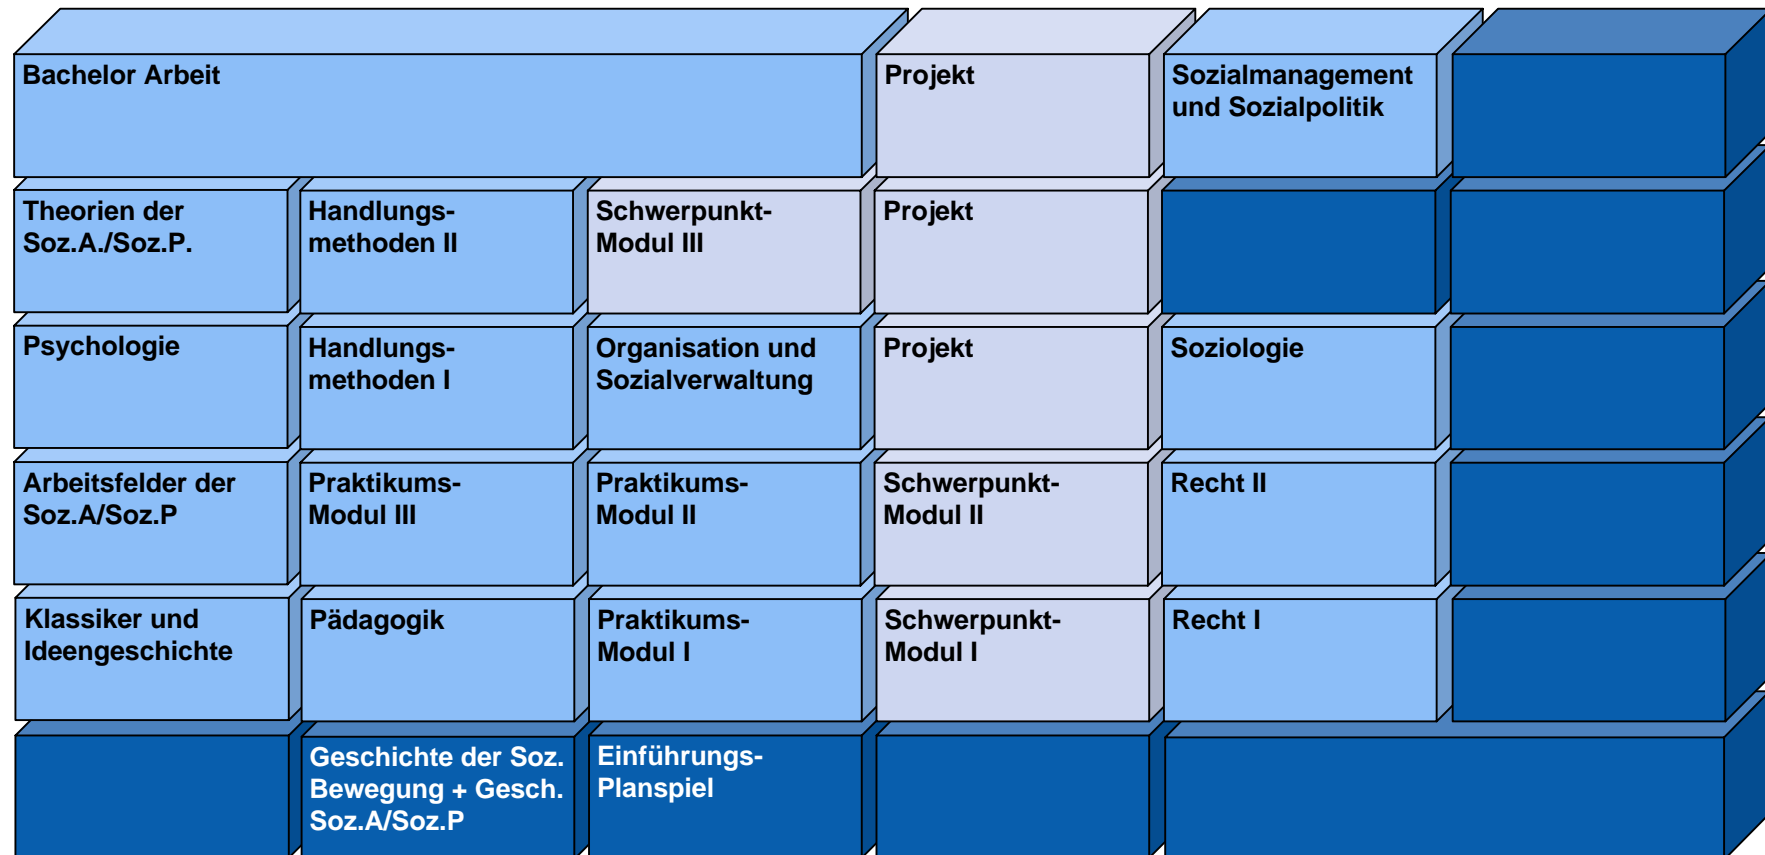 Bachelor Arbeit
Projekt
Sozialmanagement
und Sozialpolitik
Theorien der
Soz.A./Soz.P.
Handlungs-
methoden II
Schwerpunkt-
Modul III
Projekt
Psychologie
Handlungs-
methoden I
Organisation und
Sozialverwaltung
Projekt
Soziologie
Arbeitsfelder der
Soz.A/Soz.P
Praktikums-
Modul III
Praktikums-
Modul II
Schwerpunkt-
Modul II
Recht II
Klassiker und
Ideengeschichte
Pädagogik
Praktikums-
Modul I
Schwerpunkt-
Modul I
Recht I
Geschichte der Soz.
Bewegung + Gesch.
Soz.A/Soz.P
Einführungs-
Planspiel